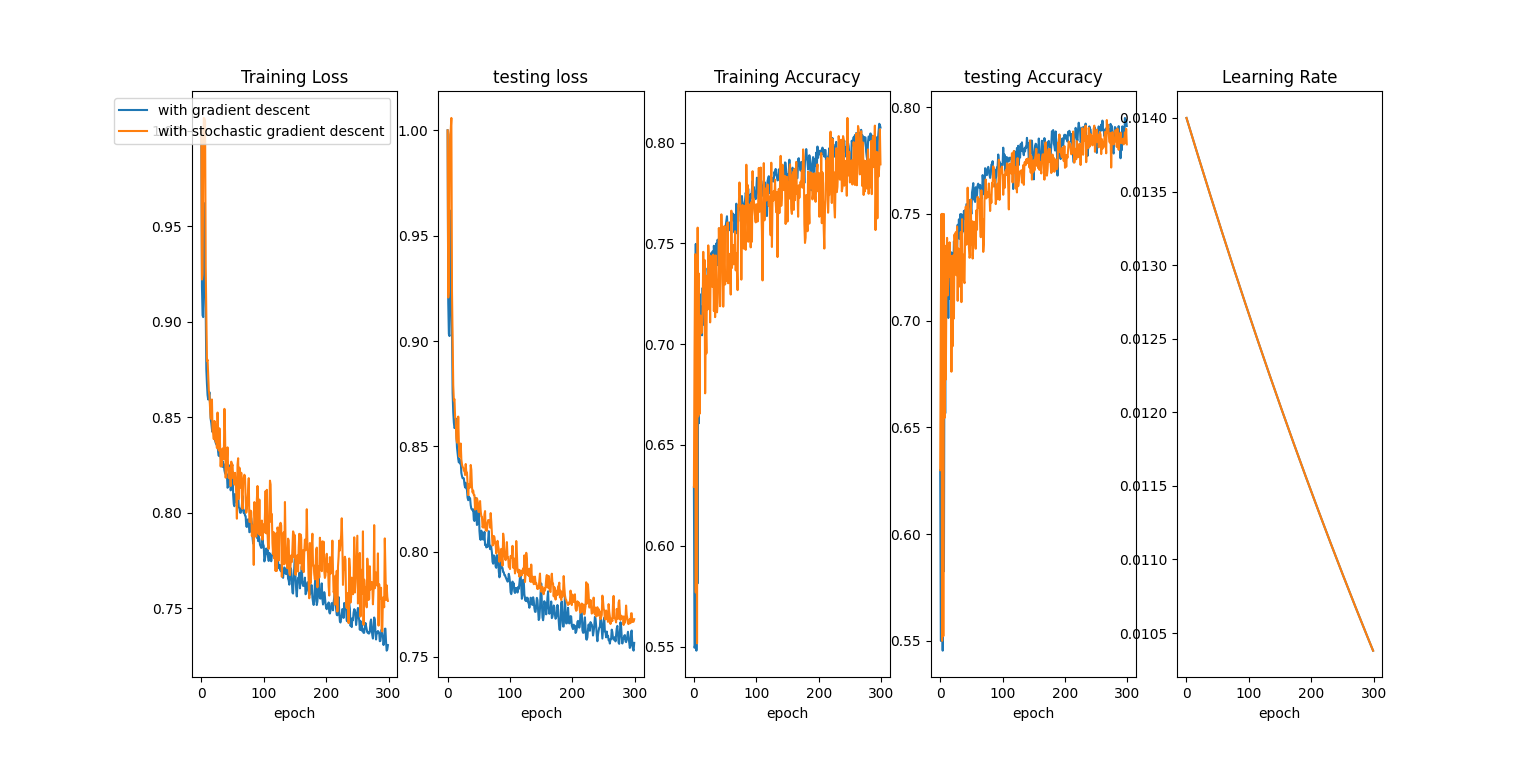 Training Loss
testing loss
Training Accuracy
testing Accuracy
Learning Rate
with gradient descent
with stochastic gradient descent
0.95
0.90
0.85
0.80
0.75
0 100 200 300
epoch
1.00
0.95
0.90
0.85
0.80
0.75
0 100 200 300
epoch
0.80
0.75
0.70
0.65
0.60
0.55
0 100 200 300
epoch
0.80
0.75
0.70
0.65
0.60
0.55
0 100 200 300
epoch
0.0140
0.0135
0.0130
0.0125
0.0120
0.0115
0.0110
0.0105
0 100 200 300
epoch